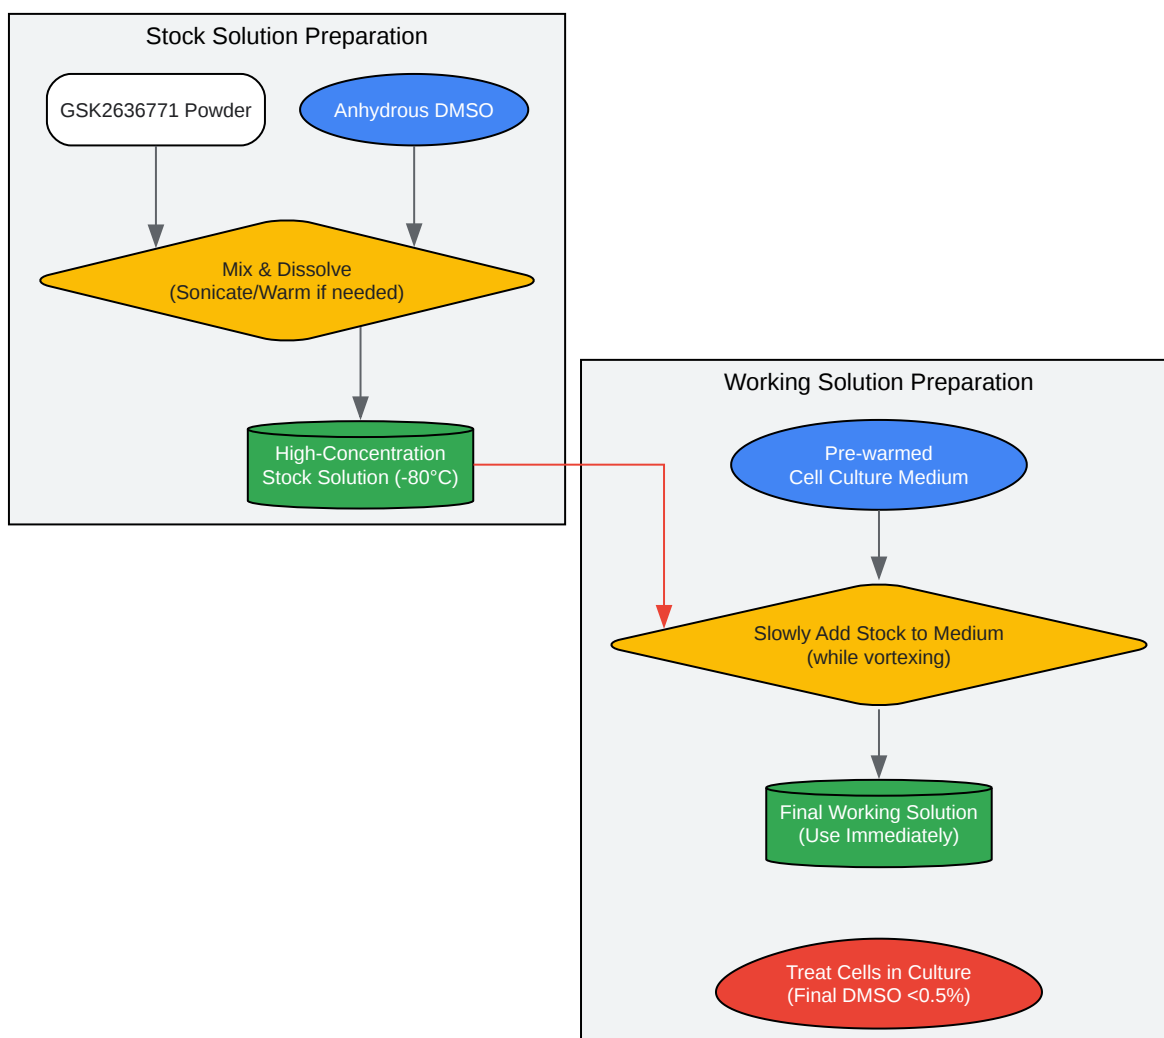 Stock Solution Preparation
GSK2636771 Powder
Anhydrous DMSO
Mix & Dissolve
(Sonicate/Warm if needed)
High-Concentration
Stock Solution (-80°C)
Working Solution Preparation
Pre-warmed
Cell Culture Medium
Slowly Add Stock to Medium
(while vortexing)
Final Working Solution
(Use Immediately)
Treat Cells in Culture
(Final DMSO <0.5%)